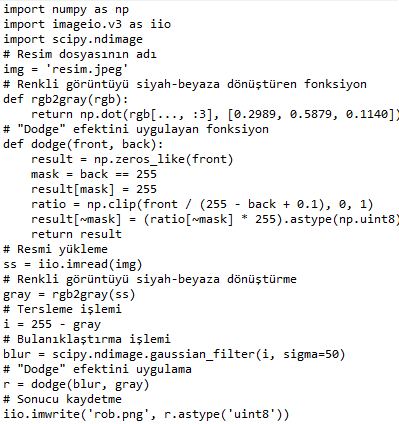 import numpy as np
import imageio.v3 as iio
import scipy.ndimage
# Resim dosyasının adı
img = 'resim.jpeg'
# Renkli görüntüyü siyah-beyaza dönüştüren fonksiyon
def rgb2gray(rgb):
    return np.dot(rgb[..., :3], [0.2989, 0.5879, 0.1140])
# "Dodge" efektini uygulayan fonksiyon
def dodge(front, back):
    result = np.zeros_like(front)
    mask = back == 255
    result[mask] = 255
    ratio = np.clip(front / (255 - back + 0.1), 0, 1)
    result[~mask] = (ratio[~mask] * 255).astype(np.uint8)
    return result
# Resmi yükleme
ss = iio.imread(img)
# Renkli görüntüyü siyah-beyaza dönüştürme
gray = rgb2gray(ss)
# Tersleme işlemi
i = 255 - gray
# Bulanıklaştırma işlemi
blur = scipy.ndimage.gaussian_filter(i, sigma=50)
# "Dodge" efektini uygulama
r = dodge(blur, gray)
# Sonucu kaydetme
iio.imwrite('rob.png', r.astype('uint8'))